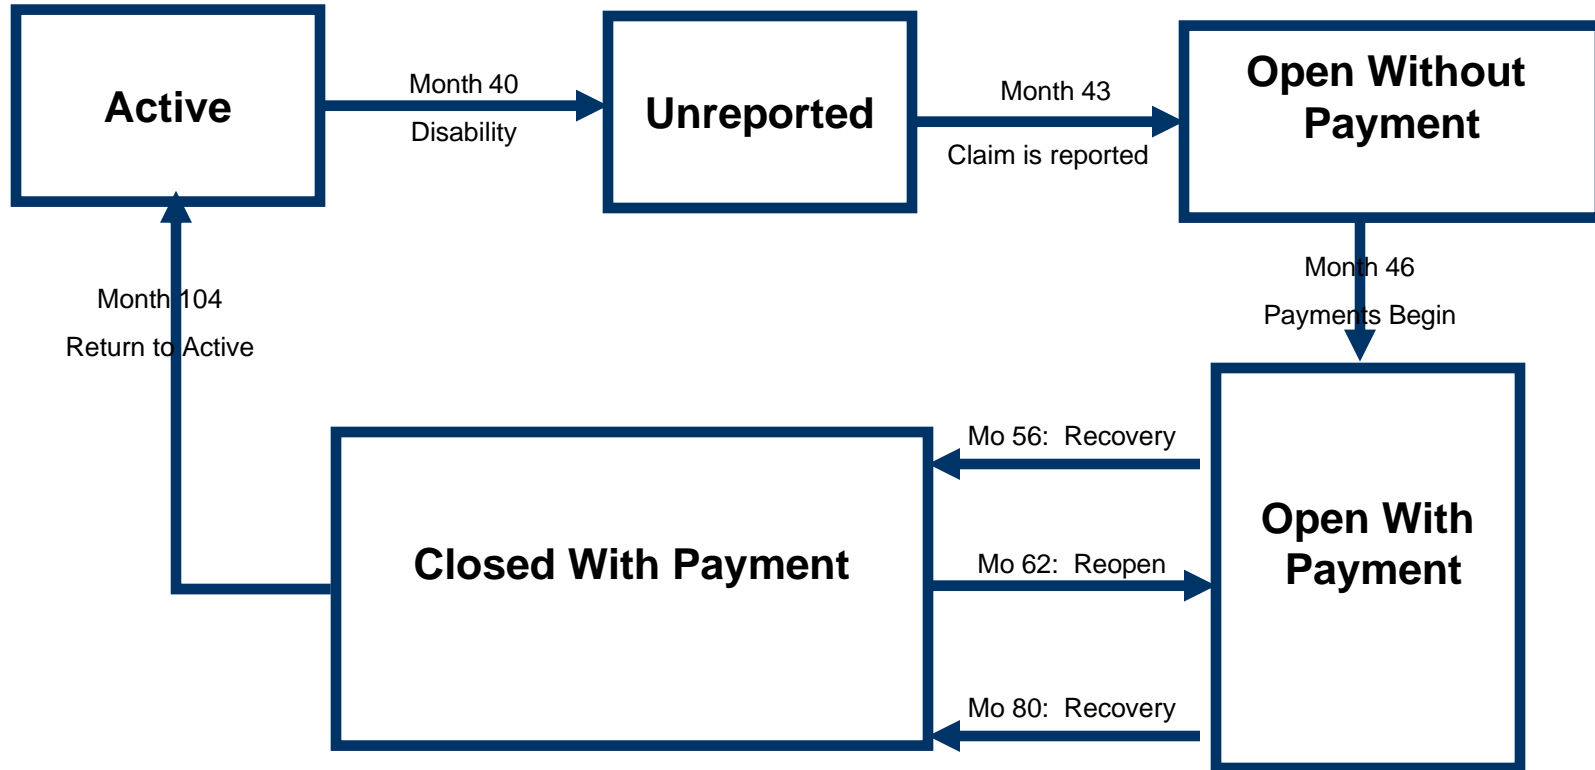 Active
Month 40
Disability
Unreported
Month 43
Claim is reported
Open Without
Payment
Month 46
Payments Begin
Month 104
Return to Active
Closed With Payment
Mo 56:  Recovery
Mo 62:  Reopen
Mo 80:  Recovery
Open With
Payment